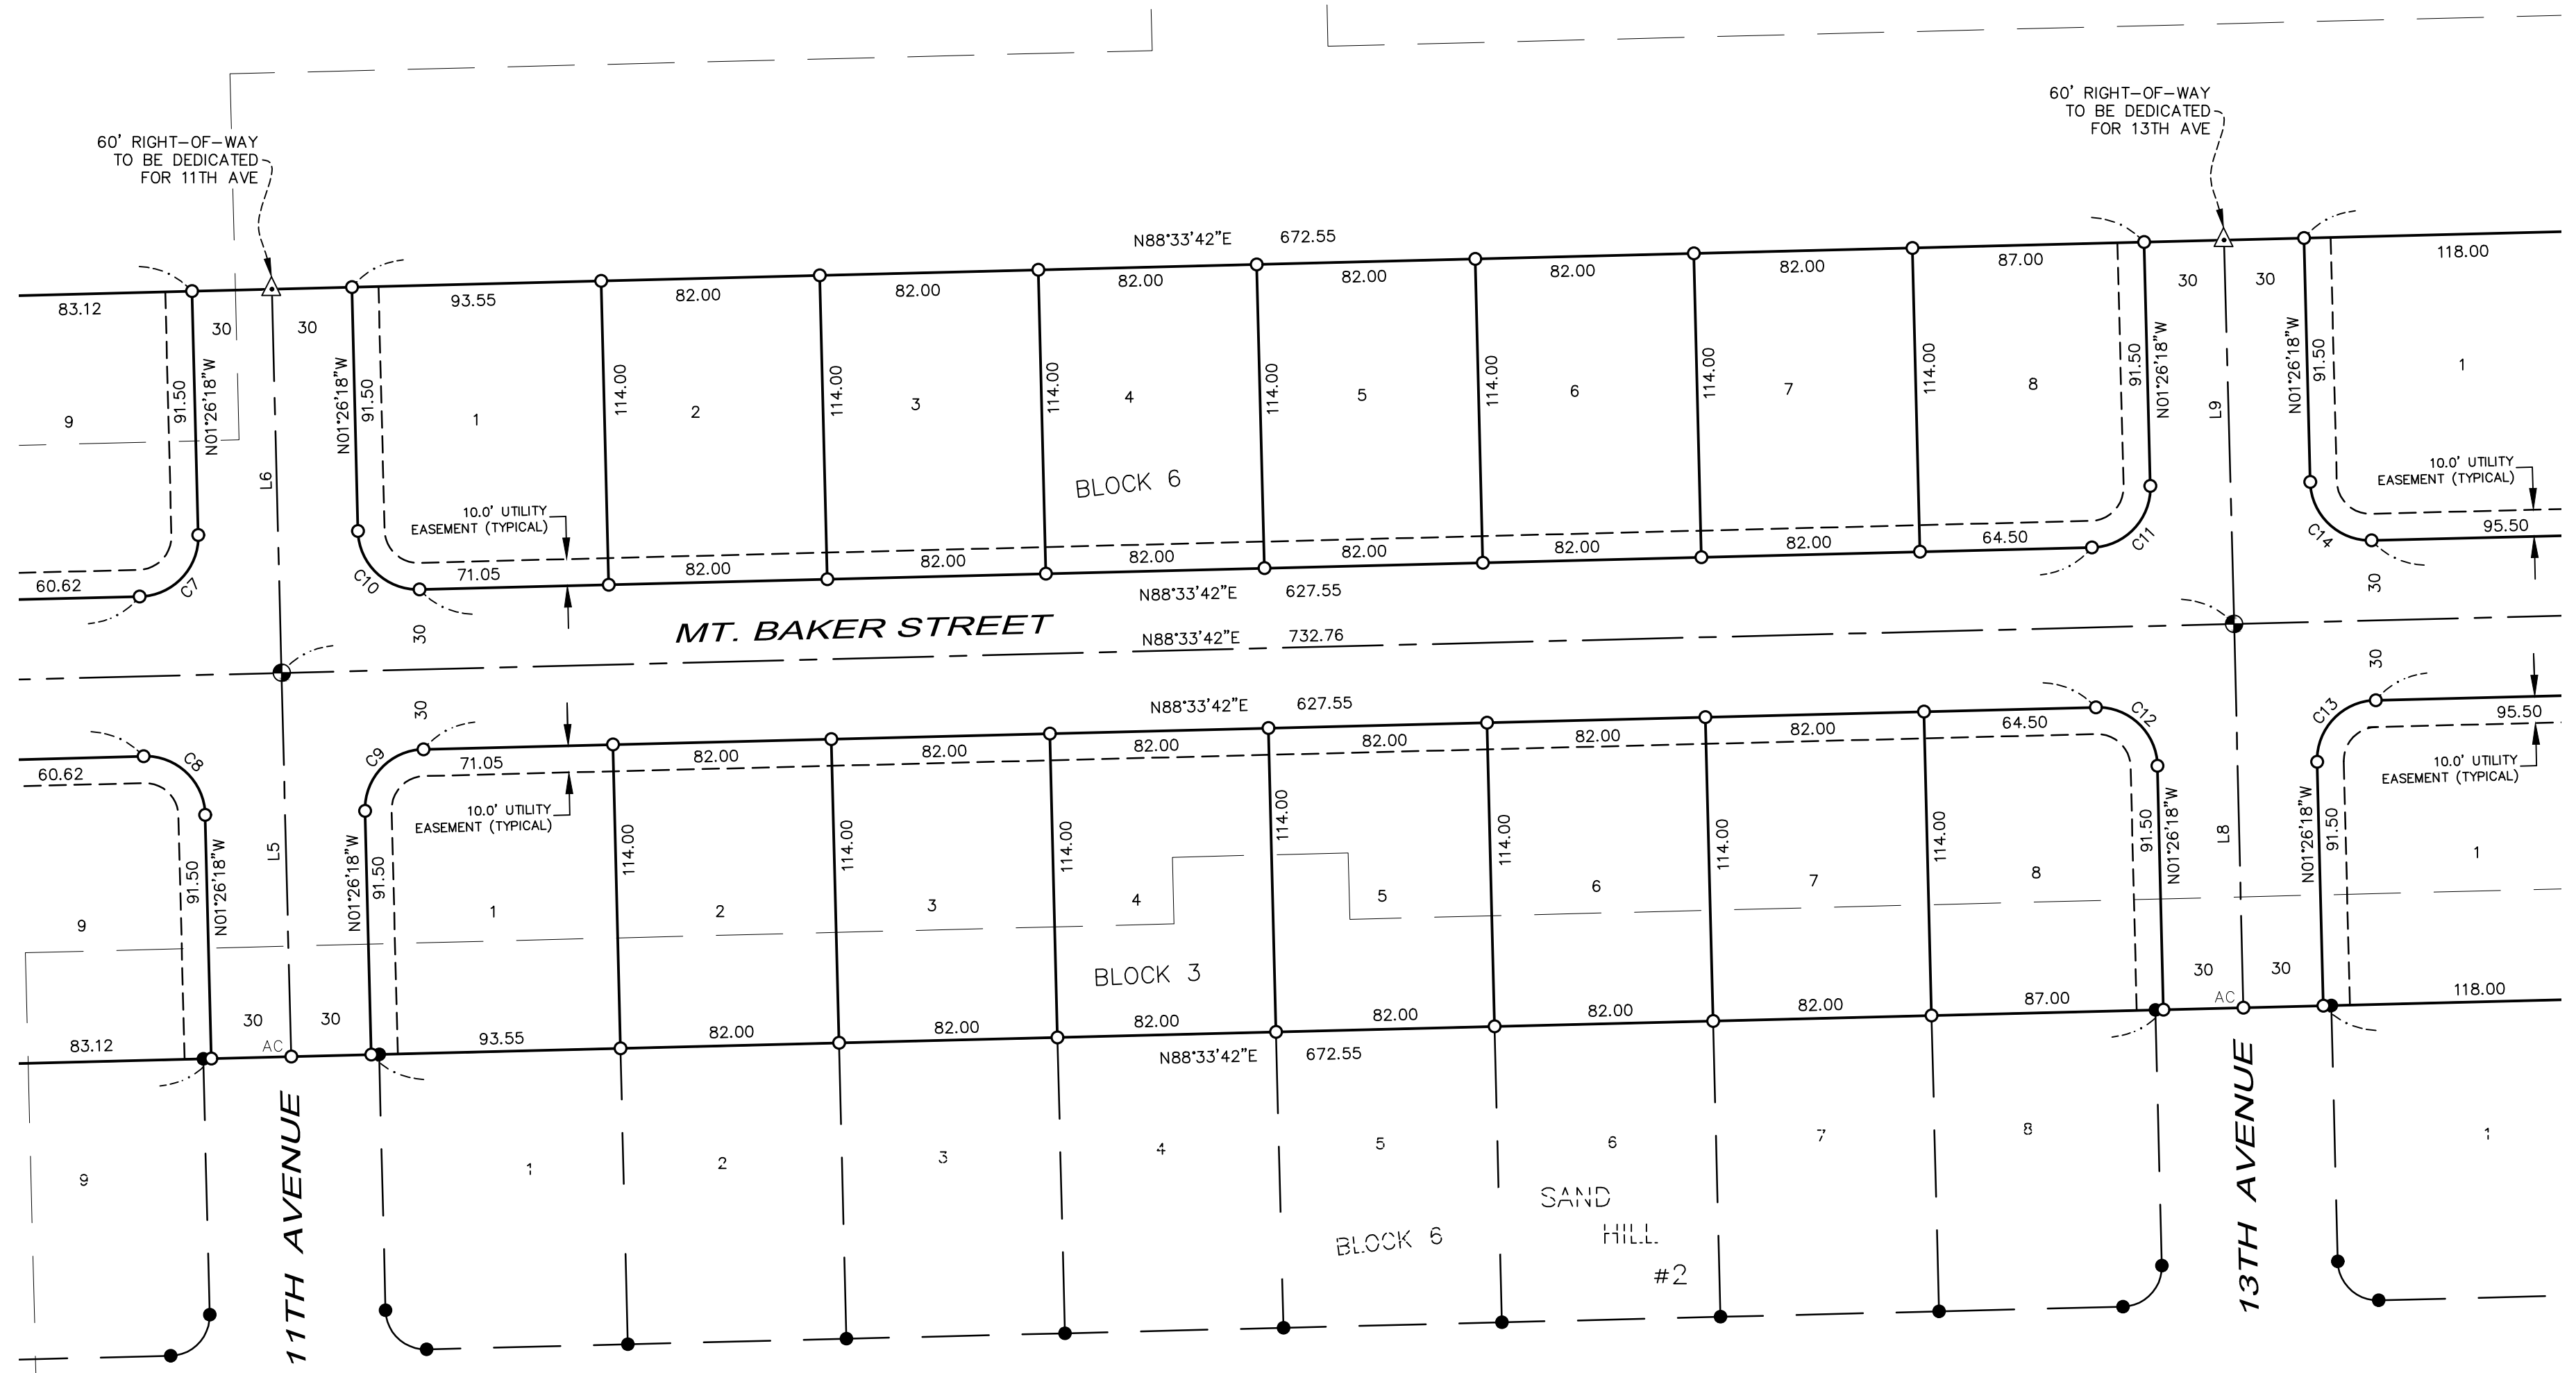 60' RIGHT-OF-WAY
TO BE DEDICATED
FOR 11TH AVE
60' RIGHT-OF-WAY
TO BE DEDICATED
FOR 13TH AVE
N88°33'42"E 672.55
83.12
30
30
93.55
82.00
82.00
82.00
82.00
82.00
82.00
87.00
30
30
118.00
9
91.50
N01°26'18"W
L6
N01°26'18"W
91.50
1
114.00
2
114.00
3
114.00
4
114.00
5
114.00
6
114.00
7
114.00
8
91.50
N01°26'18"W
L9
N01°26'18"W
91.50
1
BLOCK 6
10.0' UTILITY
EASEMENT (TYPICAL)
10.0' UTILITY
EASEMENT (TYPICAL)
60.62
C7
C10
71.05
82.00
82.00
82.00
82.00
82.00
82.00
64.50
C11
C14
95.50
N88°33'42"E 627.55
30
30
MT. BAKER STREET
N88°33'42"E 732.76
30
30
N88°33'42"E 627.55
60.62
C8
C9
71.05
82.00
82.00
82.00
82.00
82.00
82.00
64.50
C12
C13
95.50
10.0' UTILITY
EASEMENT (TYPICAL)
10.0' UTILITY
EASEMENT (TYPICAL)
9
91.50
N01°26'18"W
L5
N01°26'18"W
91.50
1
114.00
2
114.00
3
114.00
4
114.00
5
114.00
6
114.00
7
114.00
8
91.50
N01°26'18"W
L8
N01°26'18"W
91.50
1
BLOCK 3
83.12
30
AC
30
93.55
82.00
82.00
82.00
82.00
82.00
82.00
87.00
30
AC
30
118.00
N88°33'42"E 672.55
9
11TH AVENUE
1
2
3
4
5
6
7
8
13TH AVENUE
1
SAND
HILL
#2
BLOCK 6